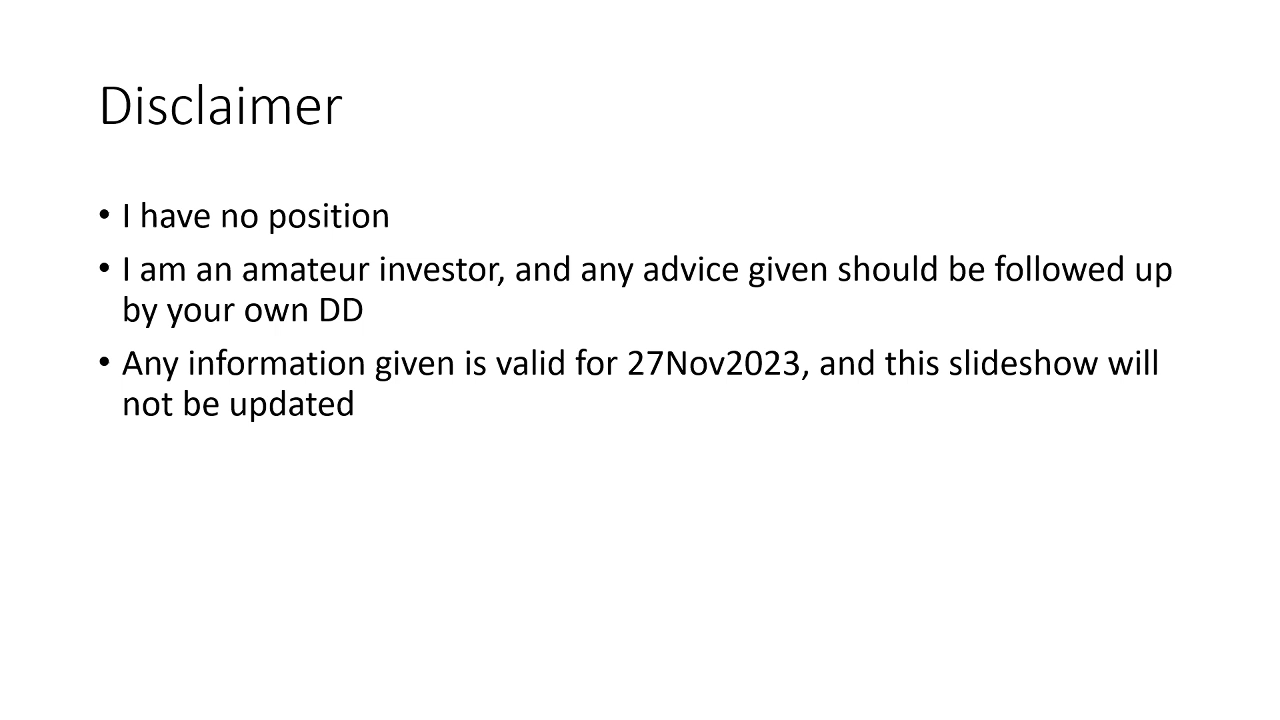 Disclaimer
• I have no position
• I am an amateur investor, and any advice given should be followed up
by your own DD
• Any information given is valid for 27Nov2023, and this slideshow will
not be updated